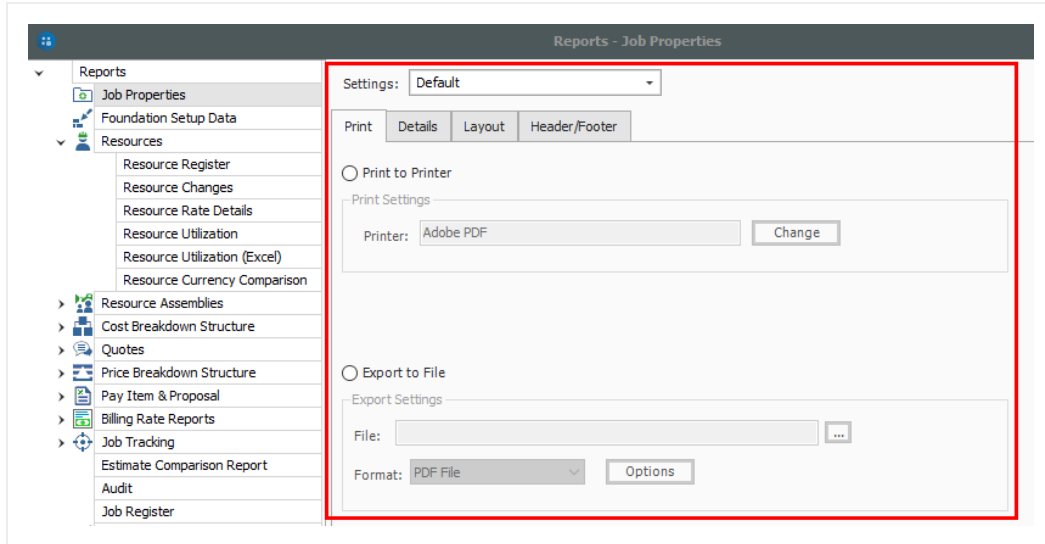 Reports - Job Properties
Reports
Job Properties
Foundation Setup Data
Resources
Resource Register
Resource Changes
Resource Rate Details
Resource Utilization
Resource Utilization (Excel)
Resource Currency Comparison
Resource Assemblies
Cost Breakdown Structure
Quotes
Price Breakdown Structure
Pay Item & Proposal
Billing Rate Reports
Job Tracking
Estimate Comparison Report
Audit
Job Register
Settings: Default
Print Details Layout Header/Footer
Print to Printer
Print Settings
Printer: Adobe PDF Change
Export to File
Export Settings
File: ...
Format: PDF File Options